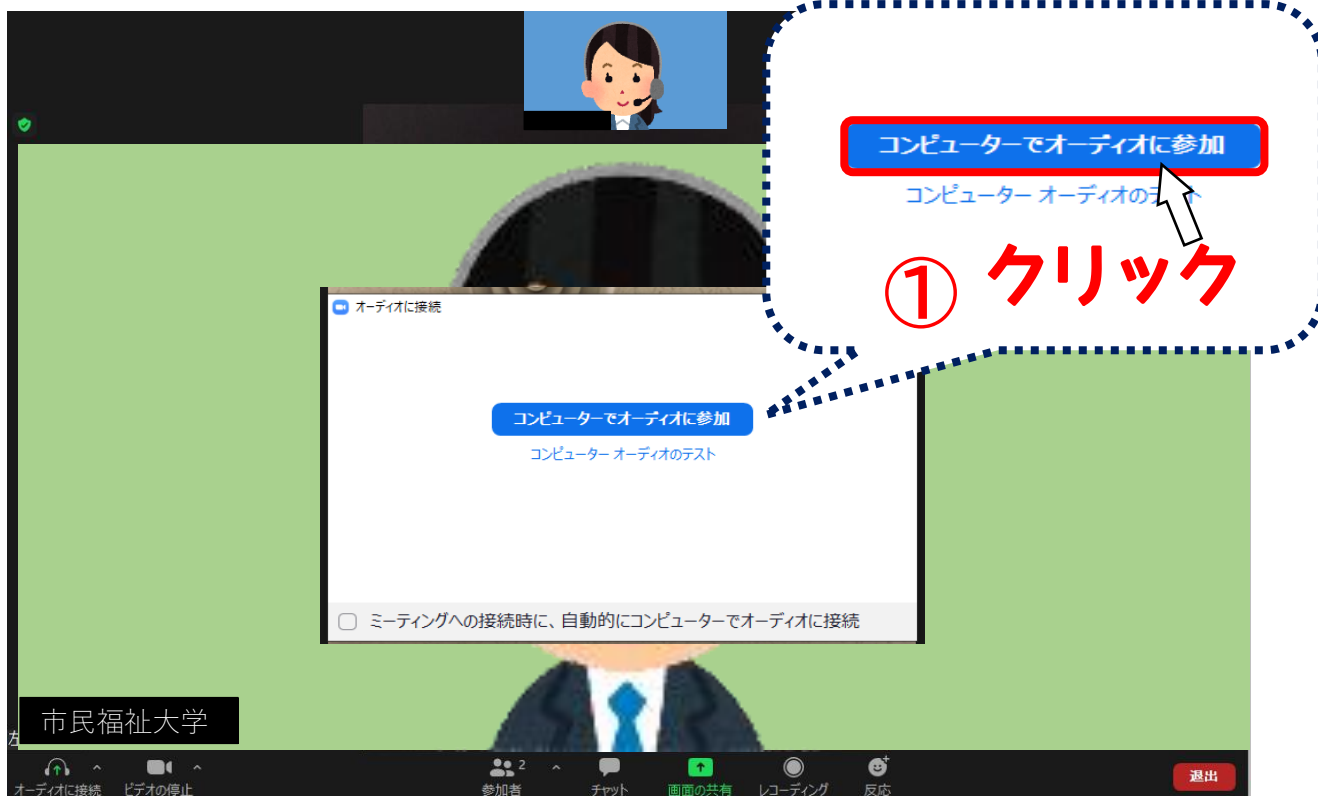 コンピューターでオーディオに参加
コンピューター オーディオのテスト
① クリック
オーディオに接続
コンピューターでオーディオに参加
コンピューター オーディオのテスト
ミーティングへの接続時に、自動的にコンピューターでオーディオに接続
市民福祉大学
オーディオに接続 ビデオの停止 2 参加者 チャット 画面の共有 レコーディング 反応 退出